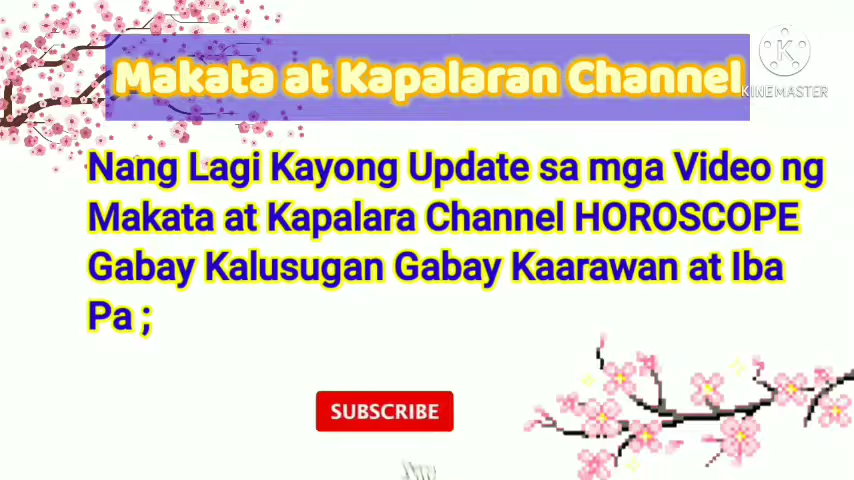 Makata at Kapalaran Channel
KINEMASTER
Nang Lagi Kayong Update sa mga Video ng
Makata at Kapalara Channel HOROSCOPE
Gabay Kalusugan Gabay Kaarawan at Iba
Pa ;
SUBSCRIBE